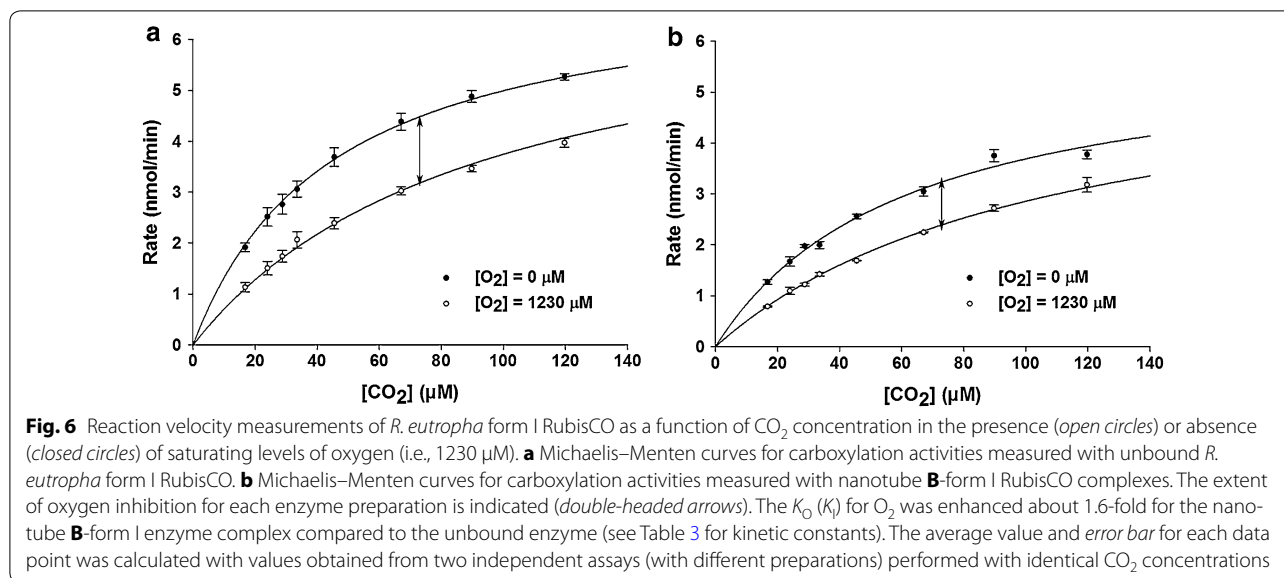 a
6
5
4
3
2
1
0
Rate (nmol/min)
[O₂] = 0 µM
[O₂] = 1230 µM
0 20 40 60 80 100 120 140
[CO₂] (µM)
b
6
5
4
3
2
1
0
Rate (nmol/min)
[O₂] = 0 µM
[O₂] = 1230 µM
0 20 40 60 80 100 120 140
[CO₂] (µM)
Fig. 6 Reaction velocity measurements of R. eutropha form I RubisCO as a function of CO₂ concentration in the presence (open circles) or absence
(closed circles) of saturating levels of oxygen (i.e., 1230 µM). a Michaelis–Menten curves for carboxylation activities measured with unbound R.
eutropha form I RubisCO. b Michaelis–Menten curves for carboxylation activities measured with nanotube B-form I RubisCO complexes. The extent
of oxygen inhibition for each enzyme preparation is indicated (double-headed arrows). The K_O (K_I) for O₂ was enhanced about 1.6-fold for the nano-
tube B-form I enzyme complex compared to the unbound enzyme (see Table 3 for kinetic constants). The average value and error bar for each data
point was calculated with values obtained from two independent assays (with different preparations) performed with identical CO₂ concentrations